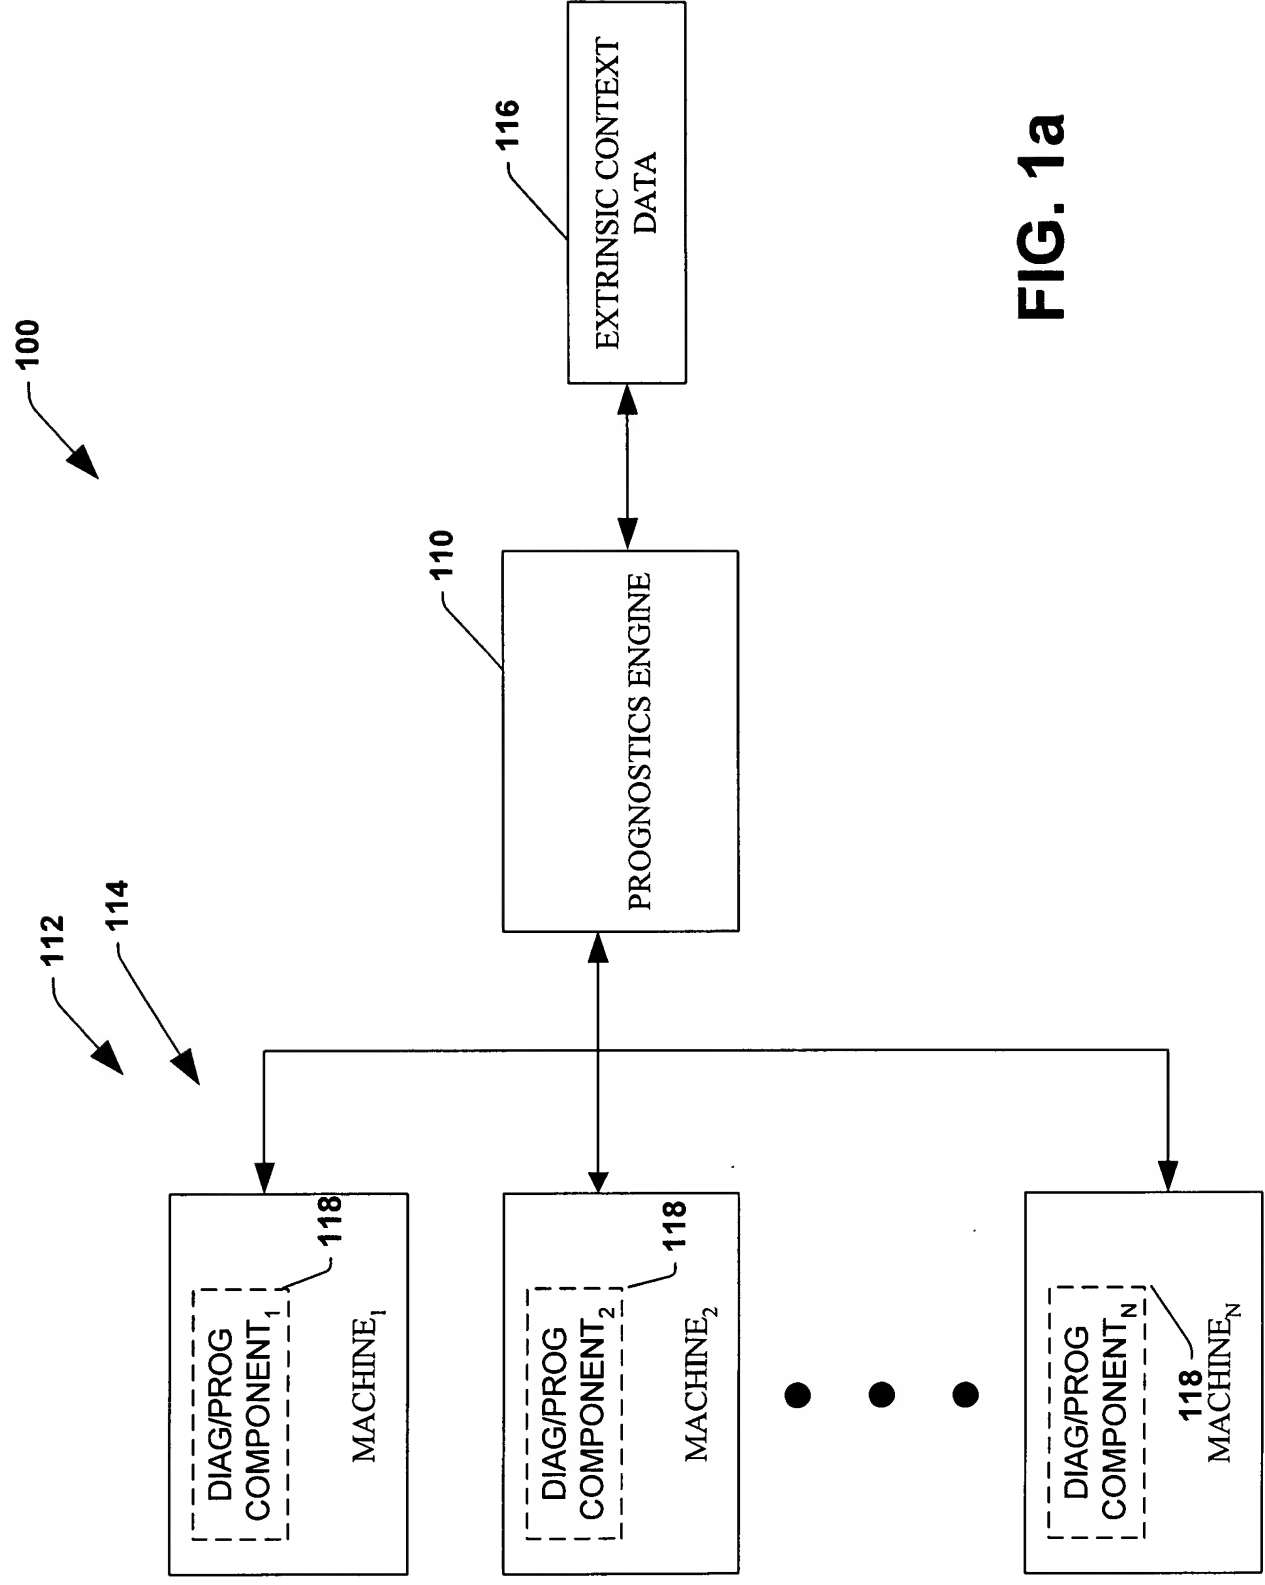 100
112
114
110
116
DIAG/PROG
COMPONENT1
118
MACHINE1
DIAG/PROG
COMPONENT2
118
MACHINE2
DIAG/PROG
COMPONENTN
118
MACHINEN
PROGNOSTICS ENGINE
EXTRINSIC CONTEXT
DATA
FIG. 1a